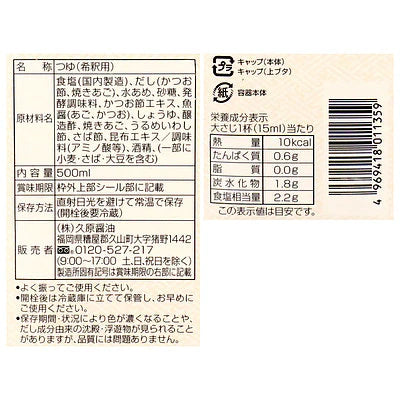 名称 つゆ(希釈用)
原材料名 食塩(国内製造)、だし(かつお
節、焼きあご)、水あめ、砂糖、発
酵調味料、かつお節エキス、魚
醤(あご、かつお)、しょうゆ、醸
造酢、焼きあご、うるめいわし
節、さば節、昆布エキス/調味
料(アミノ酸等)、酒精、(一部に
小麦・さば・大豆を含む)
内容量 500ml
賞味期限 枠外上部シール部に記載
保存方法 直射日光を避けて常温で保存
(開栓後要冷蔵)
販売者 (株)久原醤油
福岡県糟屋郡久山町大字猪野1442
0120-527-217
(9:00~17:00 土、日、祝日を除く)
製造所固有記号は賞味期限の右部に記載
●よく振ってご使用ください。
●開栓後は冷蔵庫に立てて保管し、お早めに
ご使用ください。
●保存期間・状況により色が濃くなることや、
だし成分由来の沈殿・浮遊物が見られること
がありますが、品質には問題ありません。
プラ
キャップ(本体)
キャップ(上ブタ)
紙
容器本体
栄養成分表示
大さじ1杯(15ml)当たり
熱量 10kcal
たんぱく質 0.6g
脂質 0.0g
炭水化物 1.8g
食塩相当量 2.2g
この表示値は目安です。
4 969418 011359